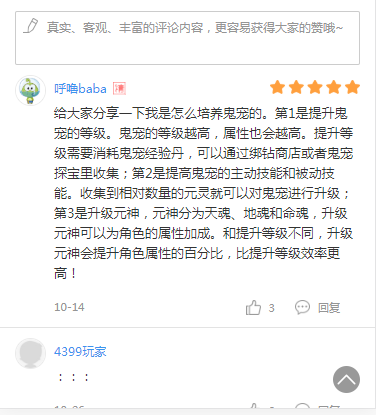 真实、客观、丰富的评论内容，更容易获得大家的赞哦~
呼噜baba
给大家分享一下我是怎么培养鬼宠的。第1是提升鬼
宠的等级。鬼宠的等级越高，属性也会越高。提升等
级需要消耗鬼宠经验丹，可以通过绑钻商店或者鬼宠
探宝里收集；第2是提高鬼宠的主动技能和被动技
能。收集到相对数量的元灵就可以对鬼宠进行升级；
第3是升级元神，元神分为天魂、地魂和命魂，升级
元神可以为角色的属性加成。和提升等级不同，升级
元神会提升角色属性的百分比，比提升等级效率更
高！
10-14 3 回复
4399玩家
：：：